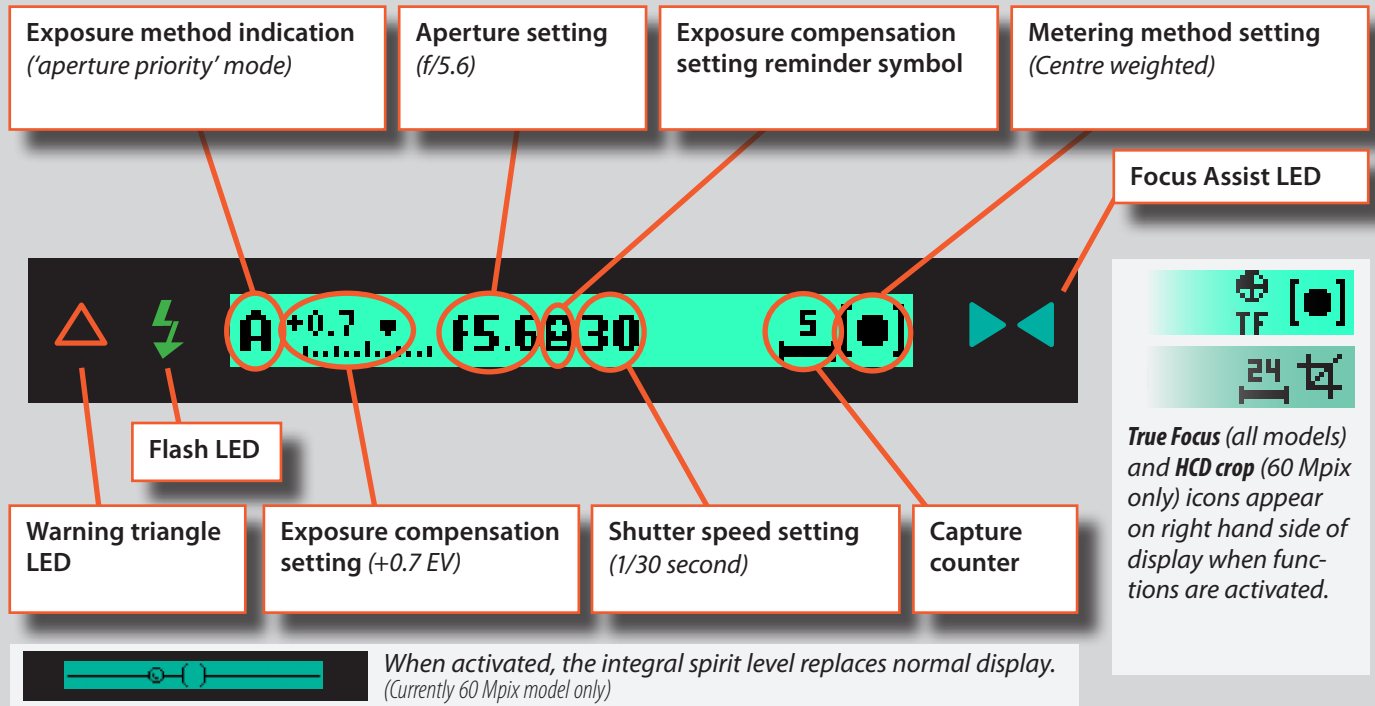 Exposure method indication
(‘aperture priority’ mode)
Aperture setting
(f/5.6)
Exposure compensation
setting reminder symbol
Metering method setting
(Centre weighted)
Focus Assist LED
A +0.7 f5.6 30 5
TF
24
Flash LED
True Focus (all models)
and HCD crop (60 Mpix
only) icons appear
on right hand side of
display when func-
tions are activated.
Warning triangle
LED
Exposure compensation
setting (+0.7 EV)
Shutter speed setting
(1/30 second)
Capture
counter
When activated, the integral spirit level replaces normal display.
(Currently 60 Mpix model only)